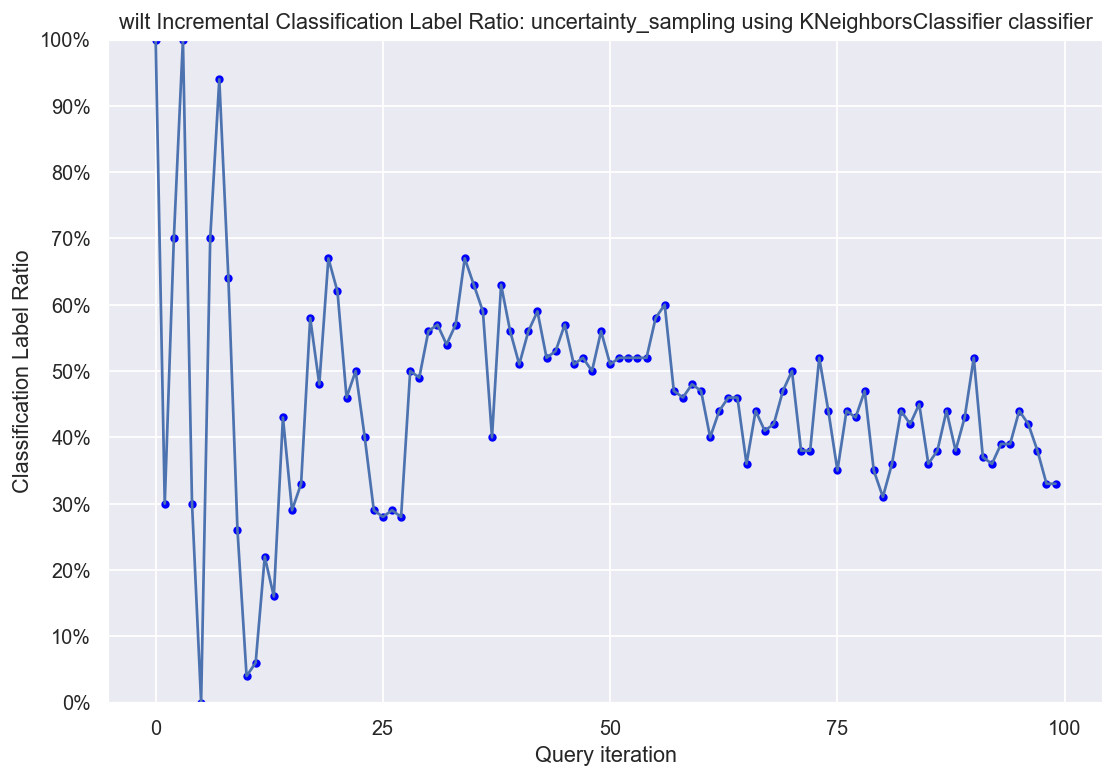 wilt Incremental Classification Label Ratio: uncertainty_sampling using KNeighborsClassifier classifier
100%
90%
80%
70%
60%
50%
40%
30%
20%
10%
0%
Classification Label Ratio
0 25 50 75 100
Query iteration